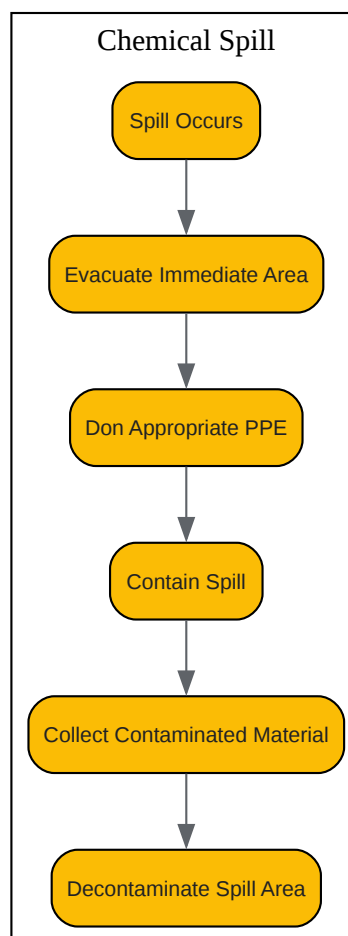 Chemical Spill
Spill Occurs
Evacuate Immediate Area
Don Appropriate PPE
Contain Spill
Collect Contaminated Material
Decontaminate Spill Area